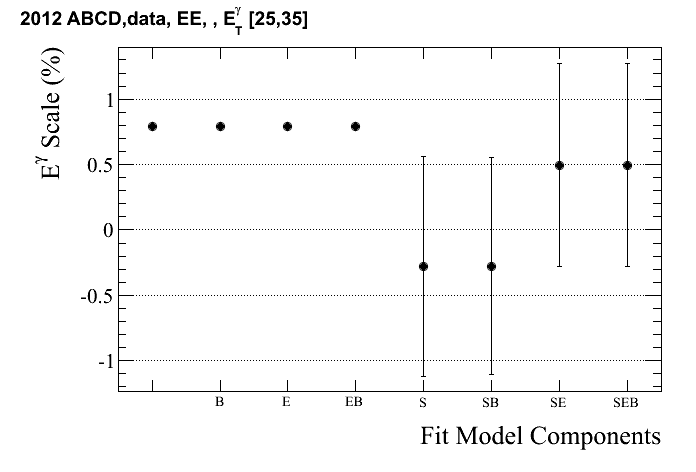 2012 ABCD,data, EE, , E_T^γ [25,35]
E^γ Scale (%)
1
0.5
0
-0.5
-1
B E EB S SB SE SEB
Fit Model Components